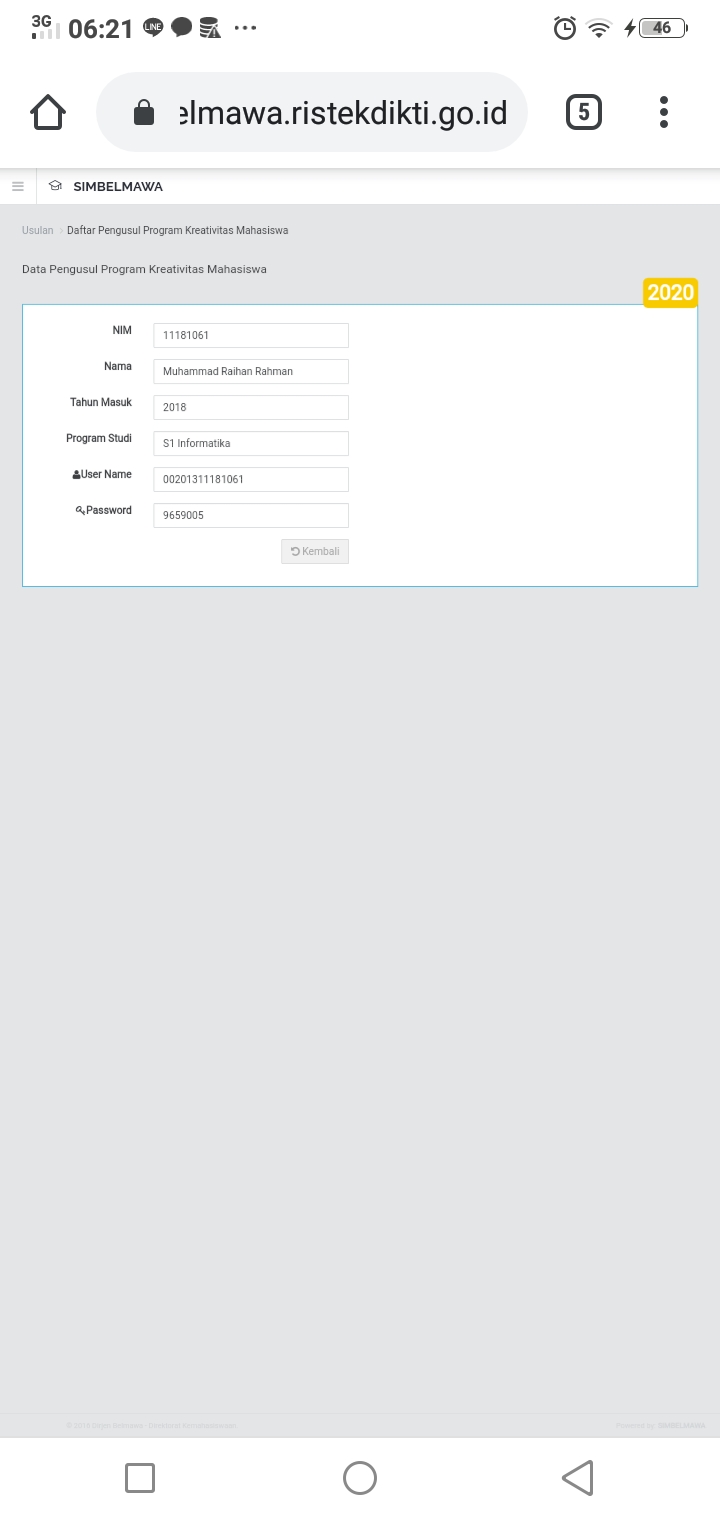 3G 06:21 LINE 46
elmawa.ristekdikti.go.id 5
SIMBELMAWA
Usulan Daftar Pengusul Program Kreativitas Mahasiswa
Data Pengusul Program Kreativitas Mahasiswa
2020
NIM 11181061
Nama Muhammad Raihan Rahman
Tahun Masuk 2018
Program Studi S1 Informatika
User Name 00201311181061
Password 9659005
Kembali
Powered by SIMBELMAWA